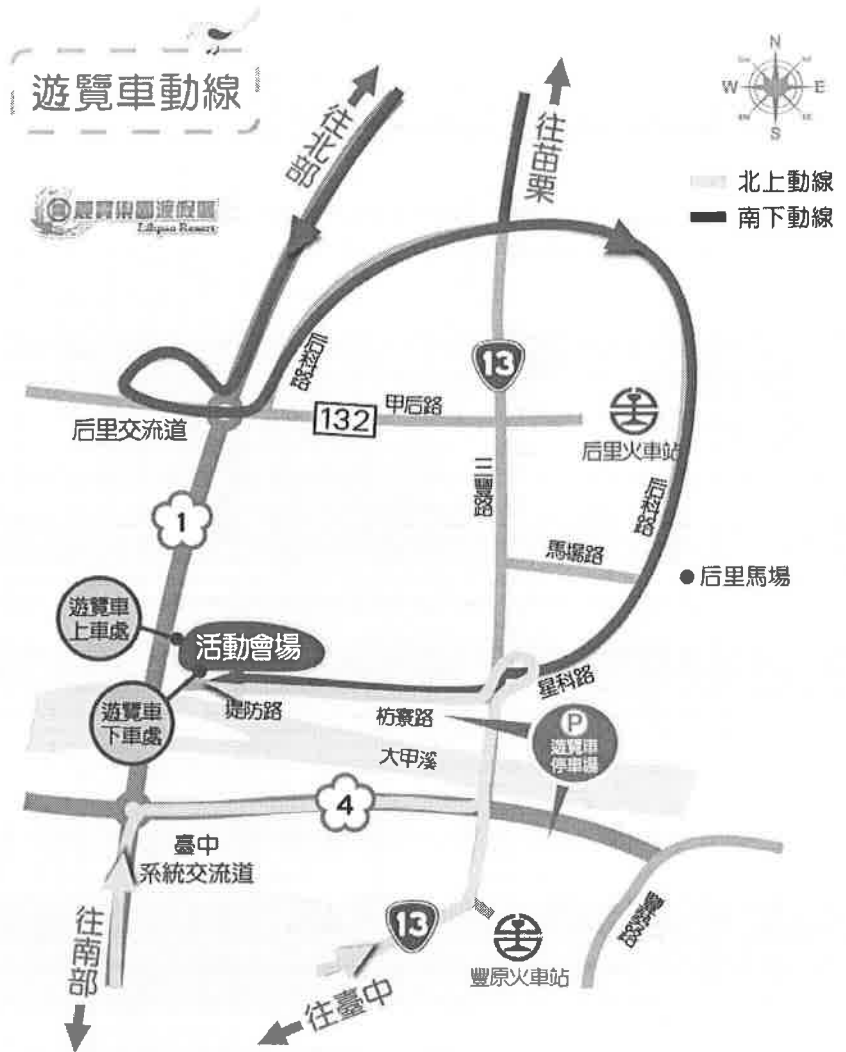 遊覽車動線
N
W
E
S
往北部
往苗栗
北上動線
南下動線
麗寶樂園渡假區
Lihpao Resort
后科路
13
132
甲后路
后里交流道
后里火車站
三豐路
后科路
1
馬場路
后里馬場
遊覽車
上車處
活動會場
星科路
遊覽車
下車處
堤防路
枋寮路
P
遊覽車
停車場
大甲溪
4
臺中
系統交流道
13
往南部
豐原火車站
往臺中